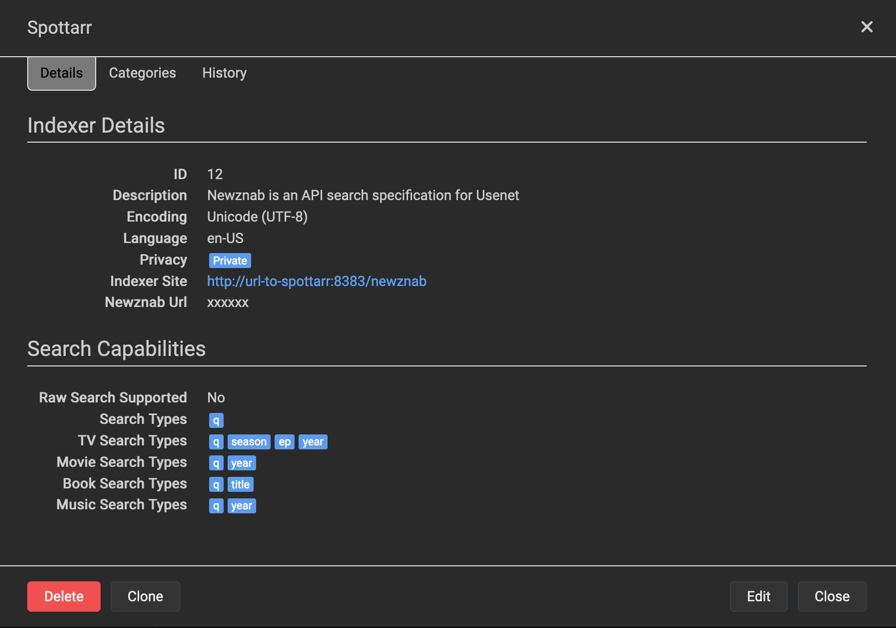 Spottarr
Details Categories History
Indexer Details
ID 12
Description Newznab is an API search specification for Usenet
Encoding Unicode (UTF-8)
Language en-US
Privacy Private
Indexer Site http://url-to-spottarr:8383/newznab
Newznab Url xxxxxx
Search Capabilities
Raw Search Supported No
Search Types q
TV Search Types q season ep year
Movie Search Types q year
Book Search Types q title
Music Search Types q year
Delete Clone Edit Close